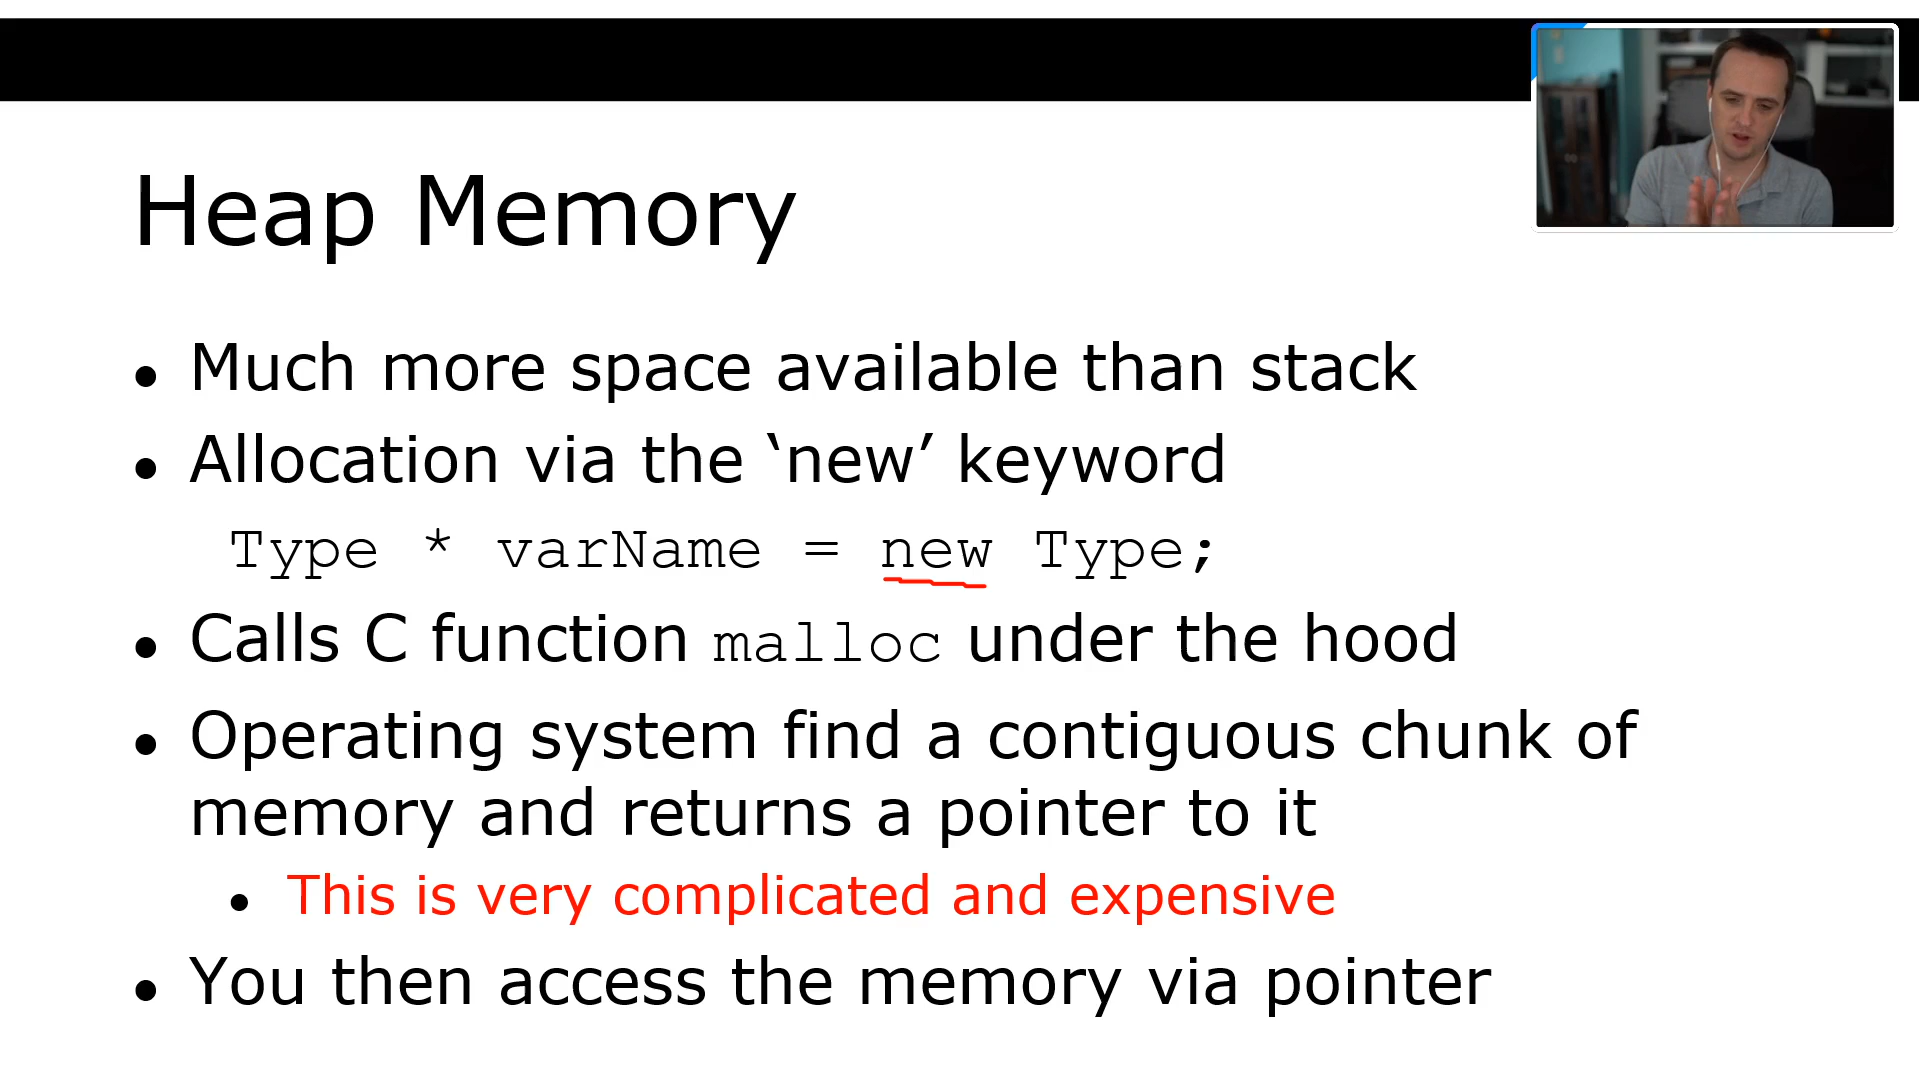 Heap Memory
• Much more space available than stack
• Allocation via the ‘new’ keyword
Type * varName = new Type;
• Calls C function malloc under the hood
• Operating system find a contiguous chunk of
memory and returns a pointer to it
• This is very complicated and expensive
• You then access the memory via pointer